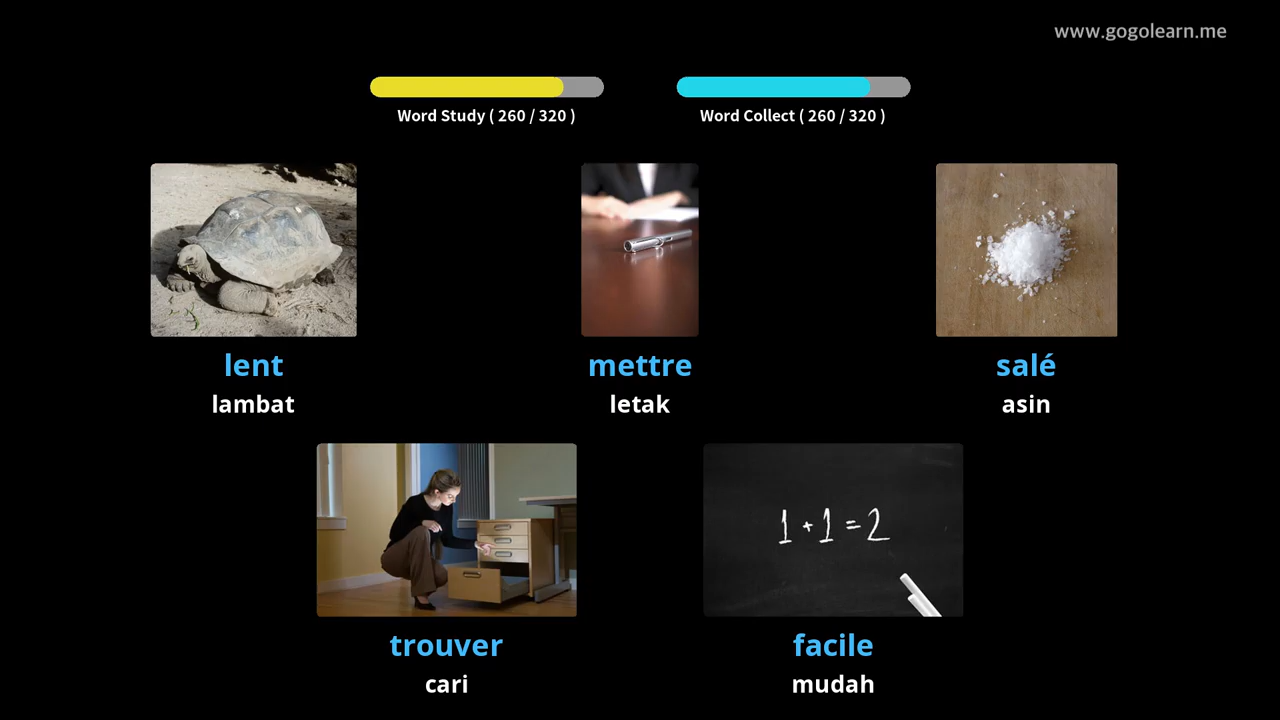 www.gogolearn.me
Word Study ( 260 / 320 )
Word Collect ( 260 / 320 )
lent
lambat
mettre
letak
salé
asin
trouver
cari
1 + 1 = 2
facile
mudah